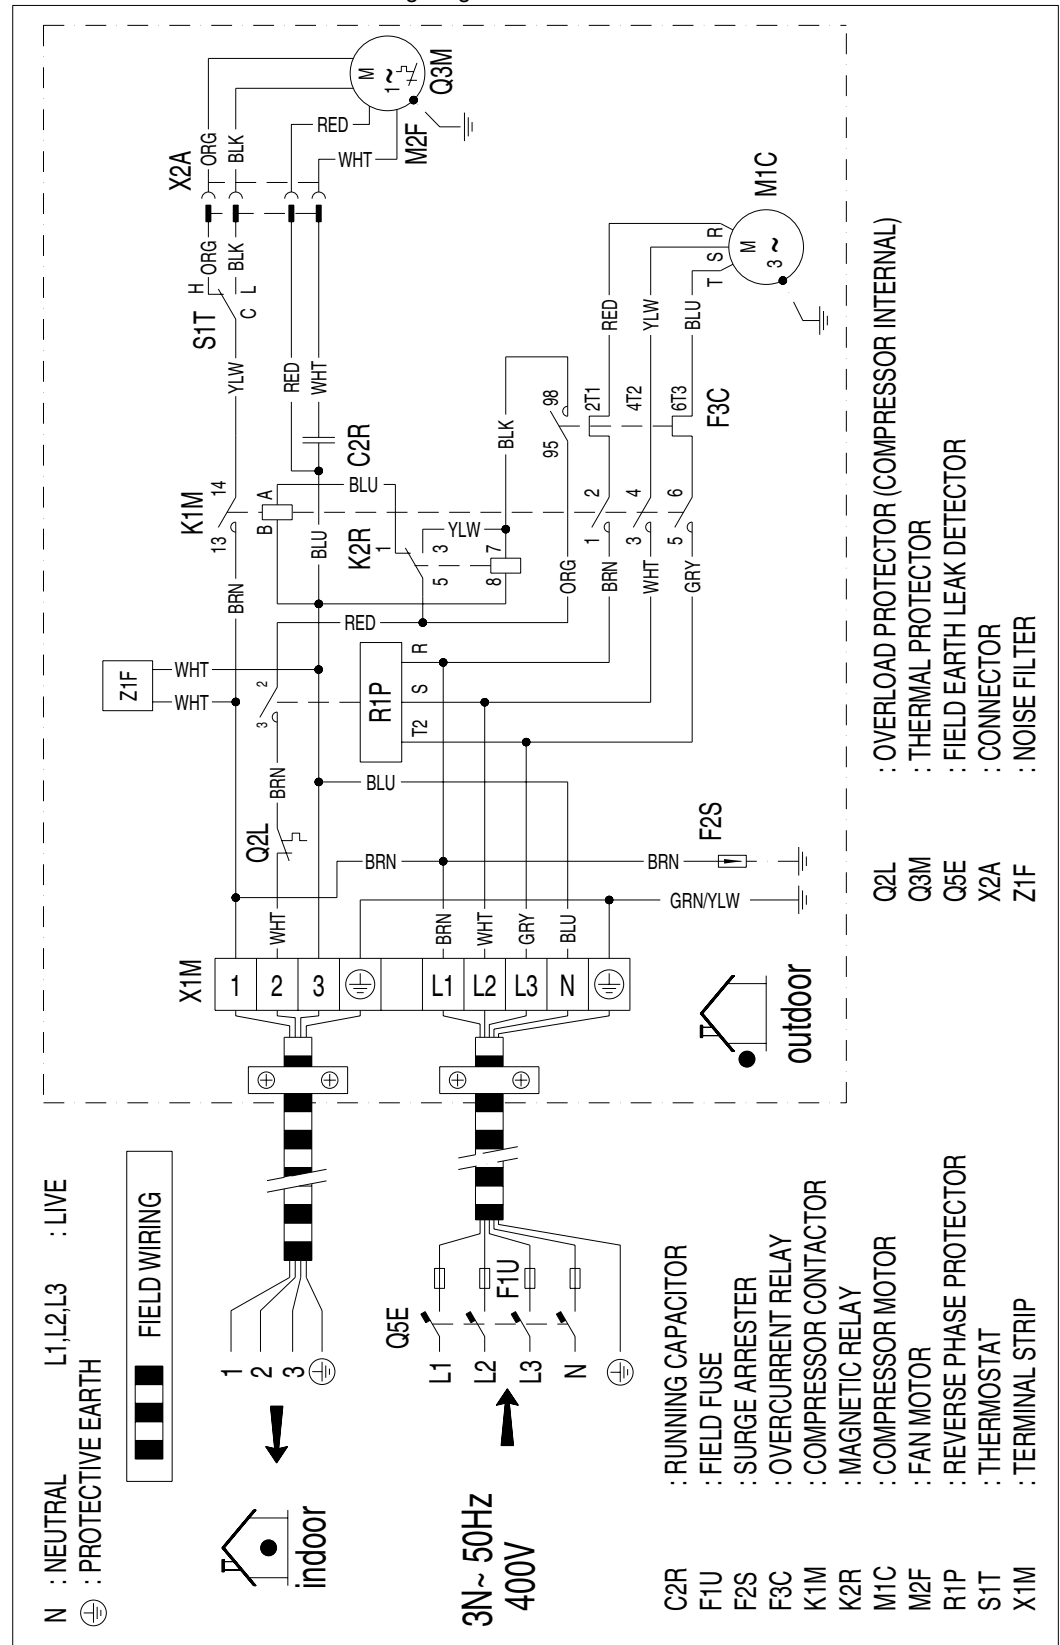 N : NEUTRAL L1,L2,L3 : LIVE
: PROTECTIVE EARTH
FIELD WIRING
indoor
1
2
3
3N~ 50Hz
400V
Q5E
L1
L2
L3
N
F1U
X1M
1
2
3
L1
L2
L3
N
outdoor
WHT
BRN
WHT
GRY
BLU
GRN/YLW
BRN
BRN
F2S
Q2L
BRN
BLU
Z1F
WHT
WHT
3
2
R1P
R
S
T2
RED
BRN
K1M
13
14
B
A
BLU
BLU
K2R
1
3
5
YLW
8
7
BLK
ORG
BRN
WHT
GRY
1
2
3
4
5
6
95
98
2T1
4T2
6T3
F3C
C2R
YLW
RED
WHT
S1T
H
L
C
ORG
BLK
X2A
ORG
BLK
RED
WHT
M
1~
Q3M
M2F
RED
YLW
BLU
R
S
T
M
3~
M1C
C2R : RUNNING CAPACITOR
F1U : FIELD FUSE
F2S : SURGE ARRESTER
F3C : OVERCURRENT RELAY
K1M : COMPRESSOR CONTACTOR
K2R : MAGNETIC RELAY
M1C : COMPRESSOR MOTOR
M2F : FAN MOTOR
R1P : REVERSE PHASE PROTECTOR
S1T : THERMOSTAT
X1M : TERMINAL STRIP
Q2L : OVERLOAD PROTECTOR (COMPRESSOR INTERNAL)
Q3M : THERMAL PROTECTOR
Q5E : FIELD EARTH LEAK DETECTOR
X2A : CONNECTOR
Z1F : NOISE FILTER